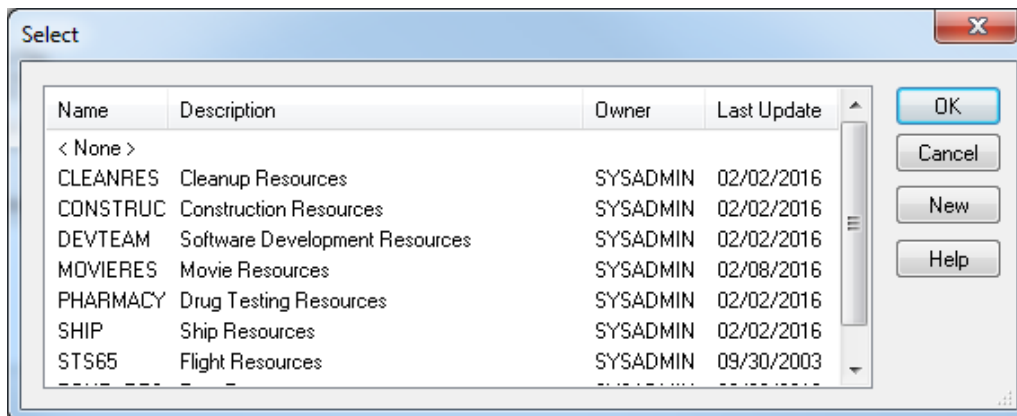 Select
Name Description Owner Last Update
< None >
CLEANRES Cleanup Resources SYSADMIN 02/02/2016
CONSTRUC Construction Resources SYSADMIN 02/02/2016
DEVTEAM Software Development Resources SYSADMIN 02/02/2016
MOVIERES Movie Resources SYSADMIN 02/08/2016
PHARMACY Drug Testing Resources SYSADMIN 02/02/2016
SHIP Ship Resources SYSADMIN 02/02/2016
STS65 Flight Resources SYSADMIN 09/30/2003
OK
Cancel
New
Help